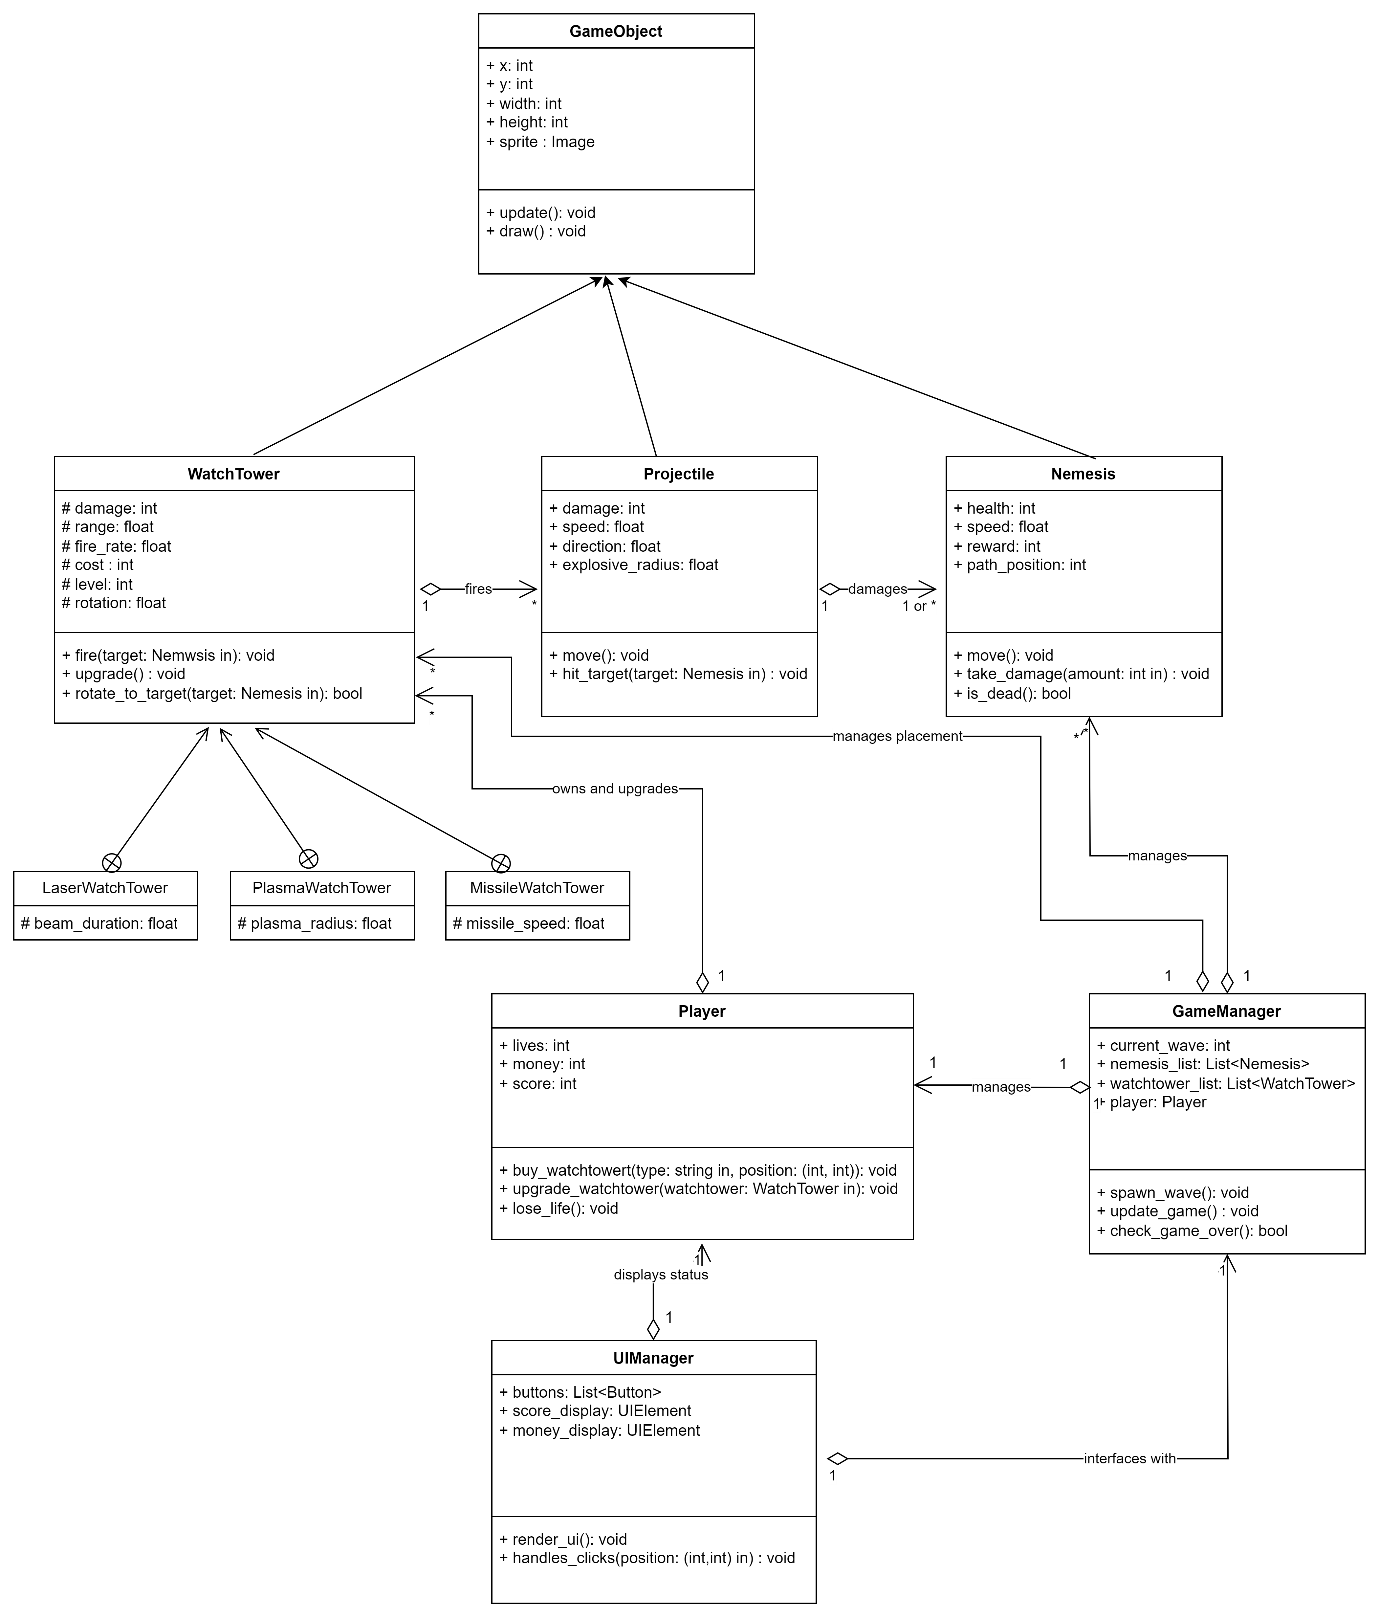 GameObject
+ x: int
+ y: int
+ width: int
+ height: int
+ sprite : Image
+ update(): void
+ draw() : void
WatchTower
# damage: int
# range: float
# fire_rate: float
# cost : int
# level: int
# rotation: float
+ fire(target: Nemwsis in): void
+ upgrade() : void
+ rotate_to_target(target: Nemesis in): bool
fires
1
*
Projectile
+ damage: int
+ speed: float
+ direction: float
+ explosive_radius: float
+ move(): void
+ hit_target(target: Nemesis in) : void
damages
1
1 or *
Nemesis
+ health: int
+ speed: float
+ reward: int
+ path_position: int
+ move(): void
+ take_damage(amount: int in) : void
+ is_dead(): bool
*
*
manages placement
* *
owns and upgrades
manages
LaserWatchTower
# beam_duration: float
PlasmaWatchTower
# plasma_radius: float
MissileWatchTower
# missile_speed: float
1
1
1
Player
+ lives: int
+ money: int
+ score: int
+ buy_watchtowert(type: string in, position: (int, int)): void
+ upgrade_watchtower(watchtower: WatchTower in): void
+ lose_life(): void
1
1
manages
GameManager
+ current_wave: int
+ nemesis_list: List<Nemesis>
+ watchtower_list: List<WatchTower>
1
+ player: Player
+ spawn_wave(): void
+ update_game() : void
+ check_game_over(): bool
1
displays status
1
1
UIManager
+ buttons: List<Button>
+ score_display: UIElement
+ money_display: UIElement
+ render_ui(): void
+ handles_clicks(position: (int,int) in) : void
interfaces with
1